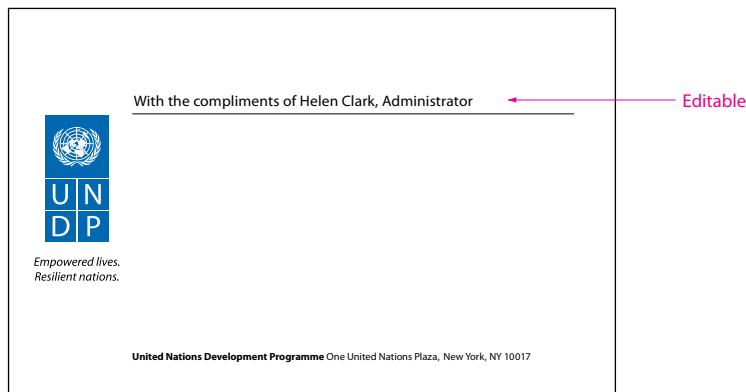 With the compliments of Helen Clark, Administrator
Editable
U N
D P
Empowered lives.
Resilient nations.
United Nations Development Programme One United Nations Plaza, New York, NY 10017